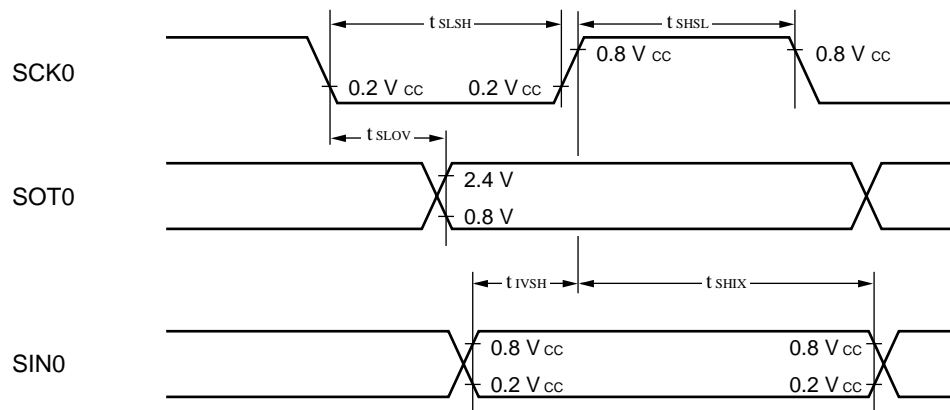 t SLSH t SHSL
SCK0 0.8 V CC 0.8 V CC
0.2 V CC 0.2 V CC
t SLOV
SOT0 2.4 V
0.8 V
t IVSH t SHIX
SIN0 0.8 V CC 0.8 V CC
0.2 V CC 0.2 V CC